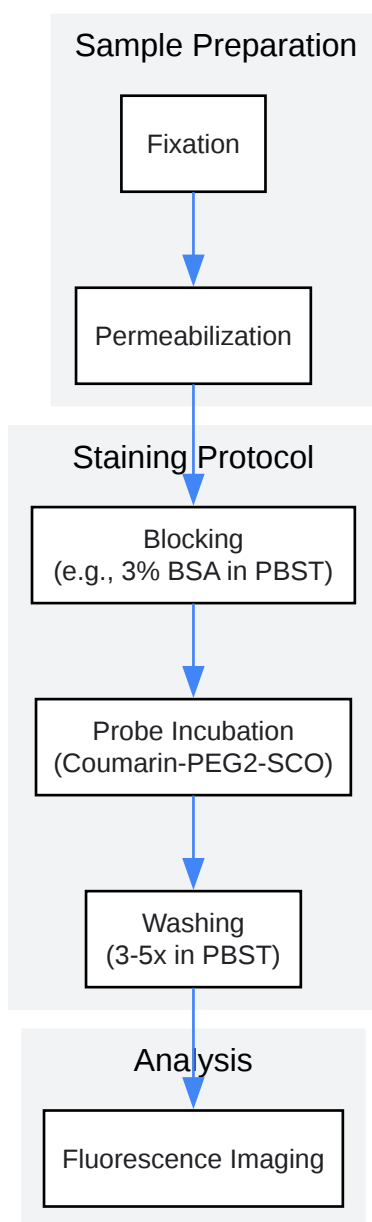 Sample Preparation
Fixation
Permeabilization
Staining Protocol
Blocking
(e.g., 3% BSA in PBST)
Probe Incubation
(Coumarin-PEG2-SCO)
Washing
(3-5x in PBST)
Analysis
Fluorescence Imaging